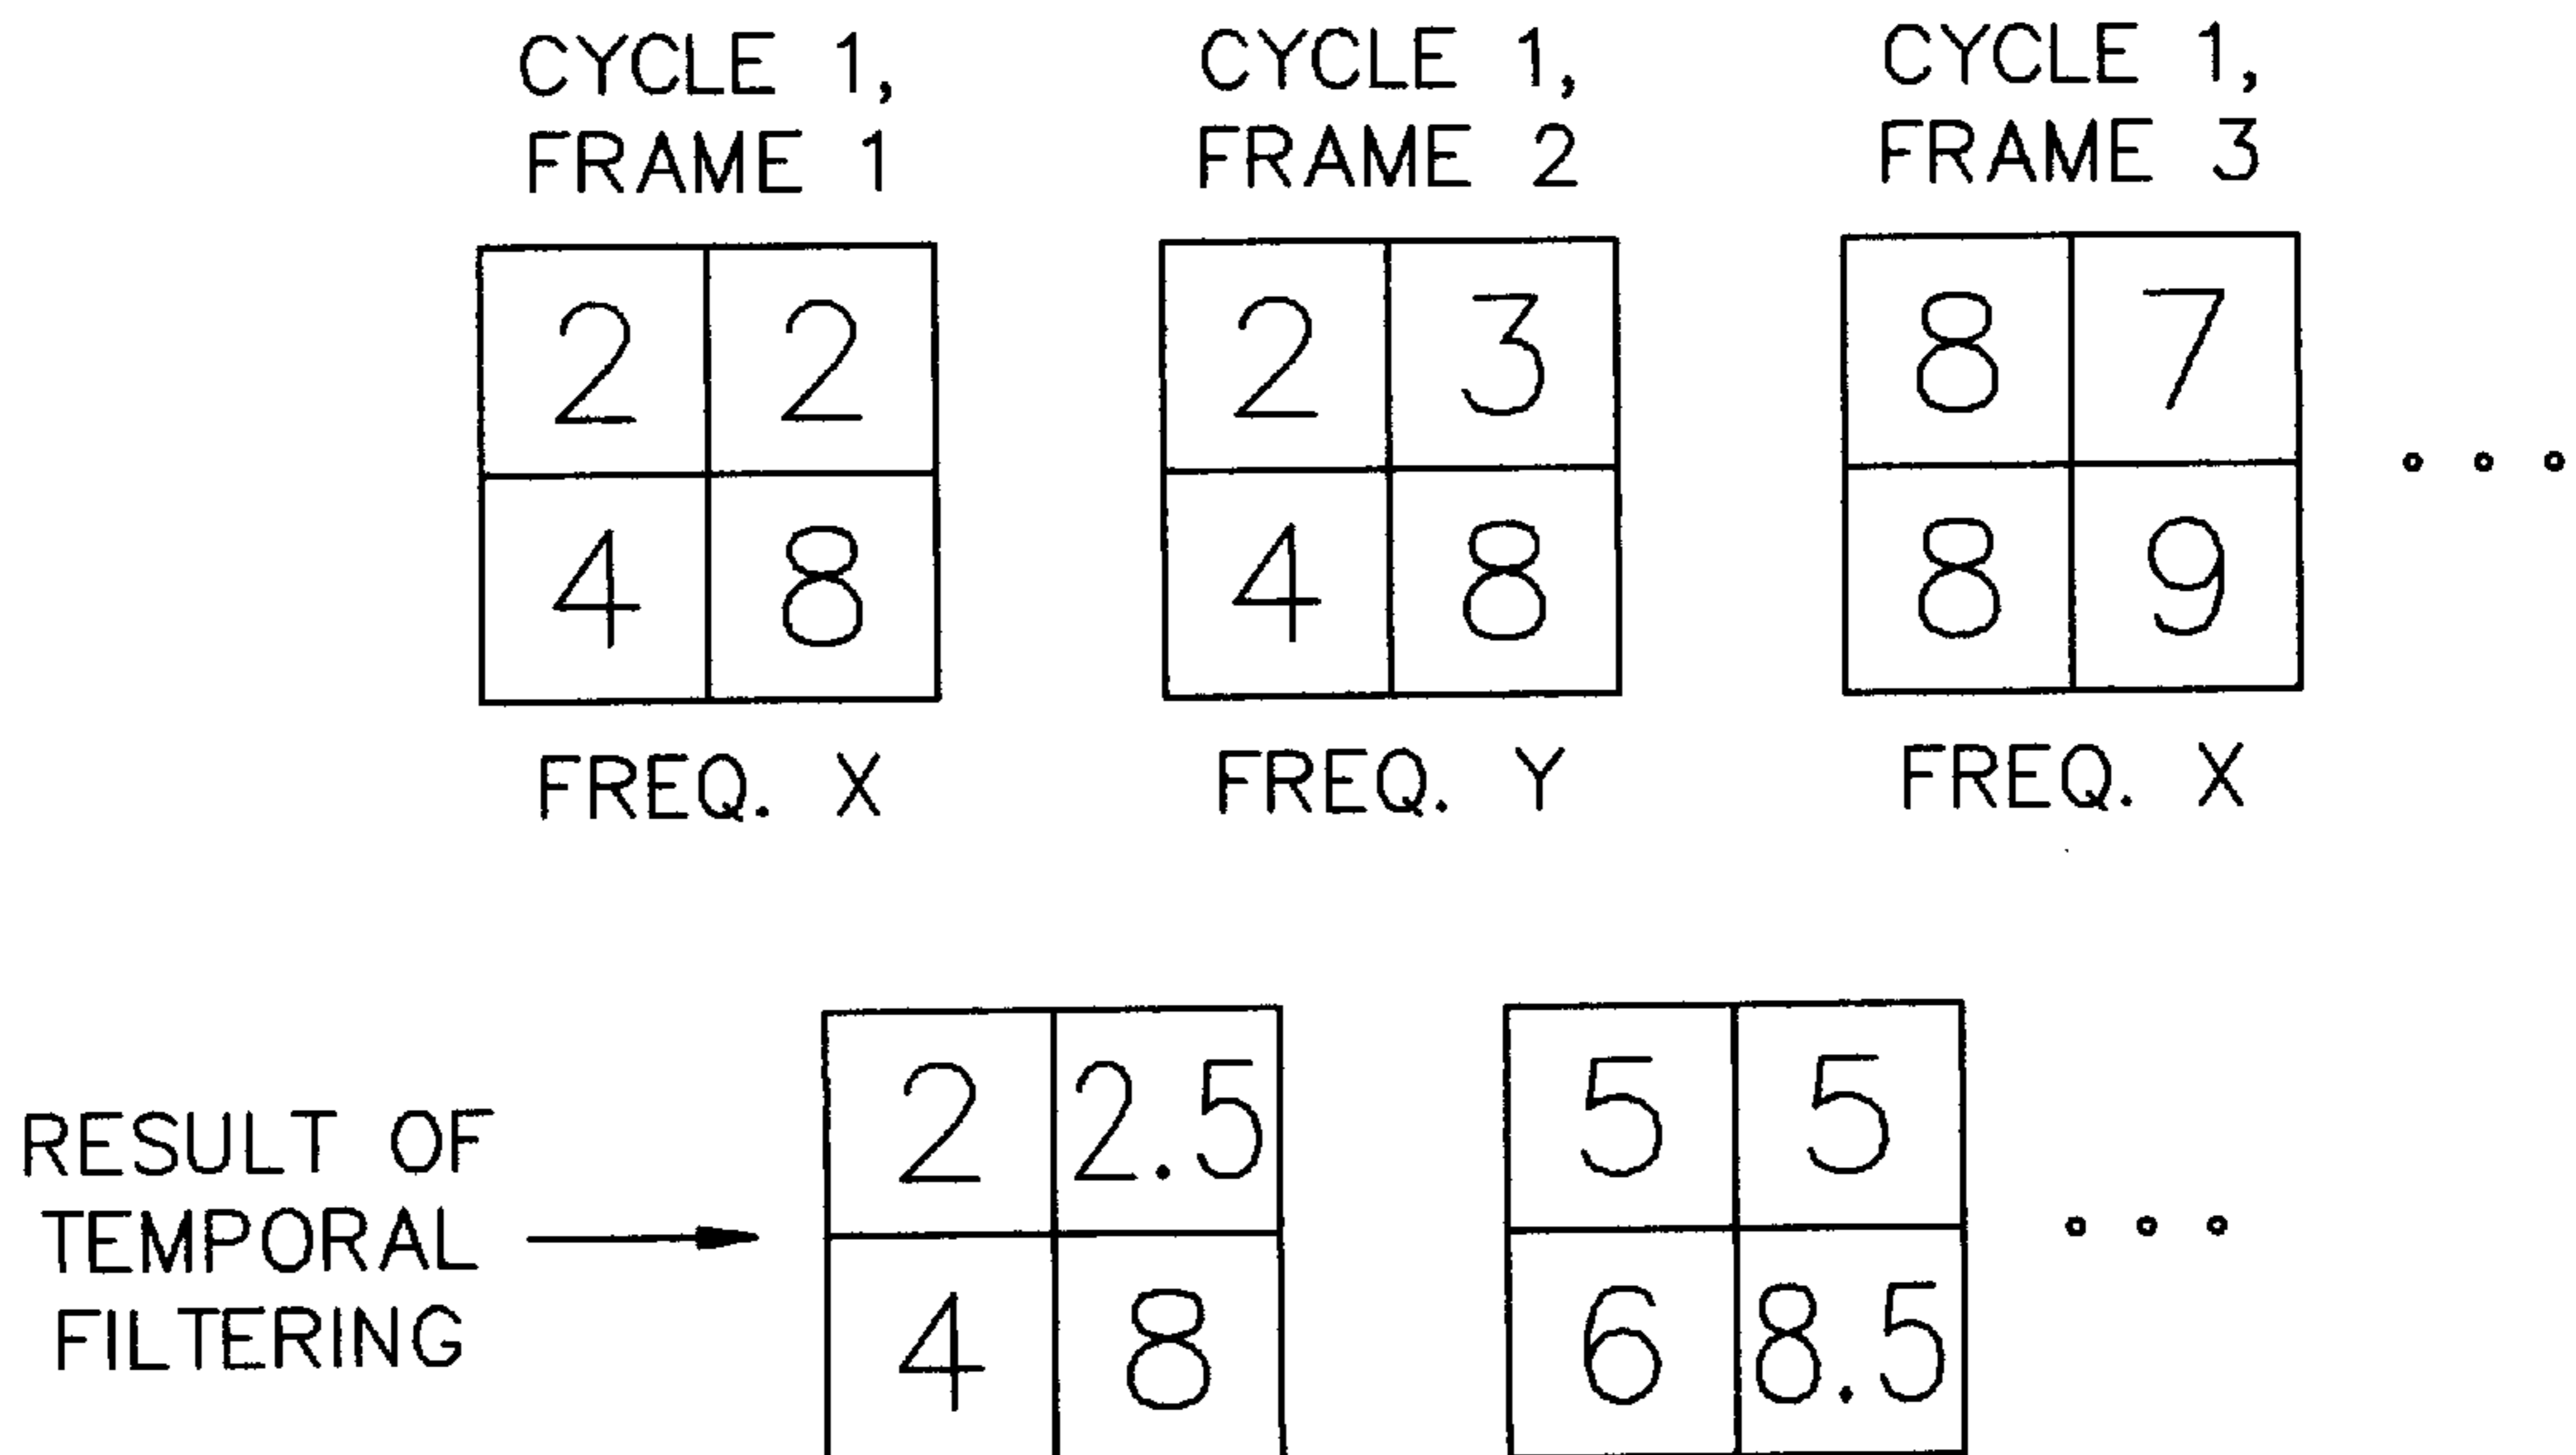 CYCLE 1,
FRAME 1
CYCLE 1,
FRAME 2
CYCLE 1,
FRAME 3
2 2
4 8
2 3
4 8
8 7
8 9
FREQ. X
FREQ. Y
FREQ. X
RESULT OF
TEMPORAL
FILTERING
2 2.5
4 8
5 5
6 8.5